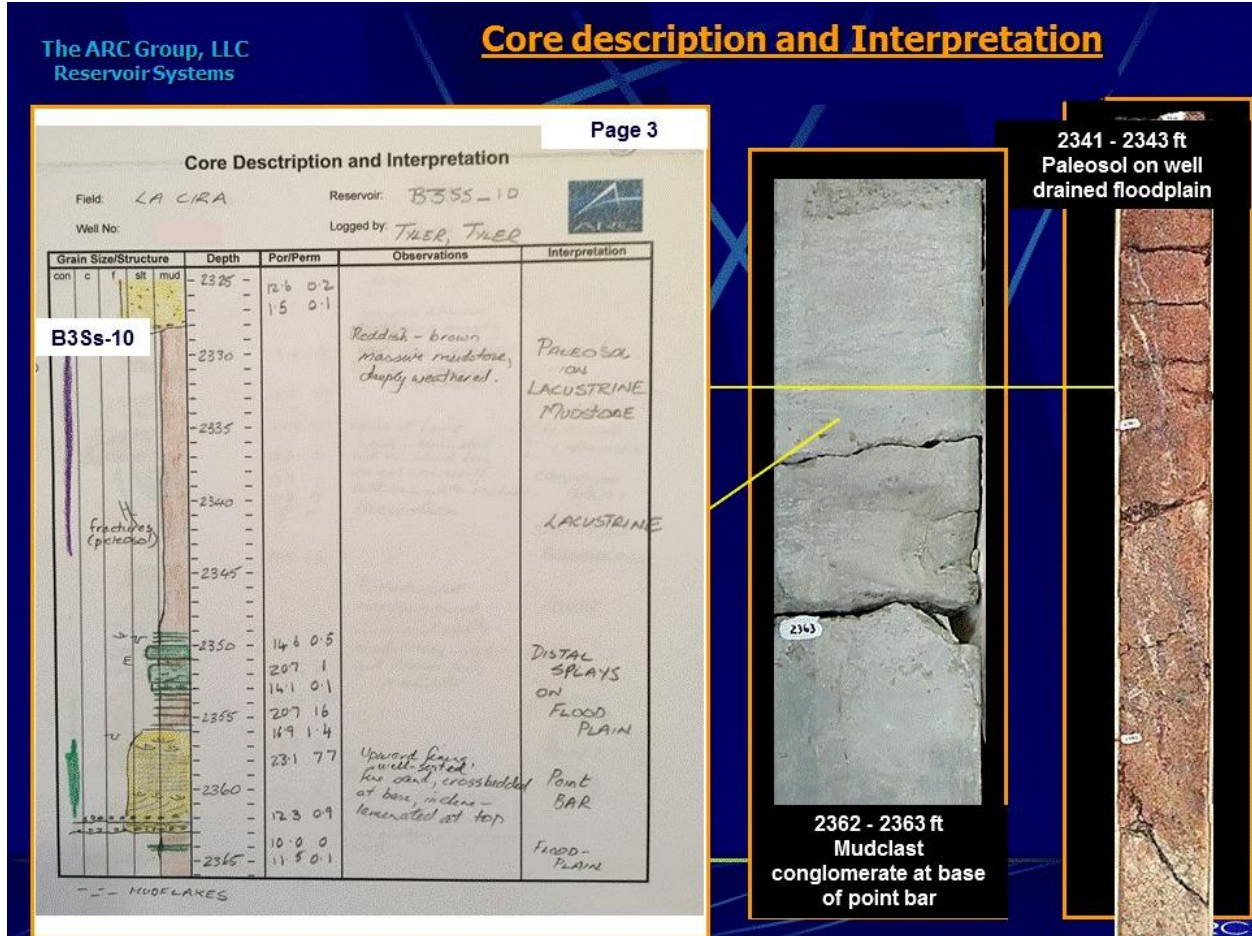 The ARC Group, LLC
Reservoir Systems
Core description and Interpretation
Page 3
Core Desctription and Interpretation
Field: LA CIRA
Reservoir: B3SS-10
Well No:
Logged by: TYLER, TYLER
Grain Size/Structure
Depth
Por/Perm
Observations
Interpretation
con c f slt mud
2325
12.6 0.2
1.5 0.1
B3Ss-10
2330
Reddish - brown
massive mudstone,
deeply weathered.
PALEOSOL
ON
LACUSTRINE
MUDSTONE
2335
2340
fractures
(paleosol)
LACUSTRINE
2345
2350
14.6 0.5
E
20.7 1
14.1 0.1
DISTAL
SPLAYS
ON
FLOOD
PLAIN
2355
20.7 16
16.9 1.4
23.1 77
Upward fining,
well-sorted,
fine sand, crossbedded
at base, incline-
laminated at top
2360
POINT
BAR
12.3 0.9
10.0 0
2365
11.5 0.1
FLOOD-
PLAIN
MUDFLAKES
2363
2362 - 2363 ft
Mudclast
conglomerate at base
of point bar
2341 - 2343 ft
Paleosol on well
drained floodplain